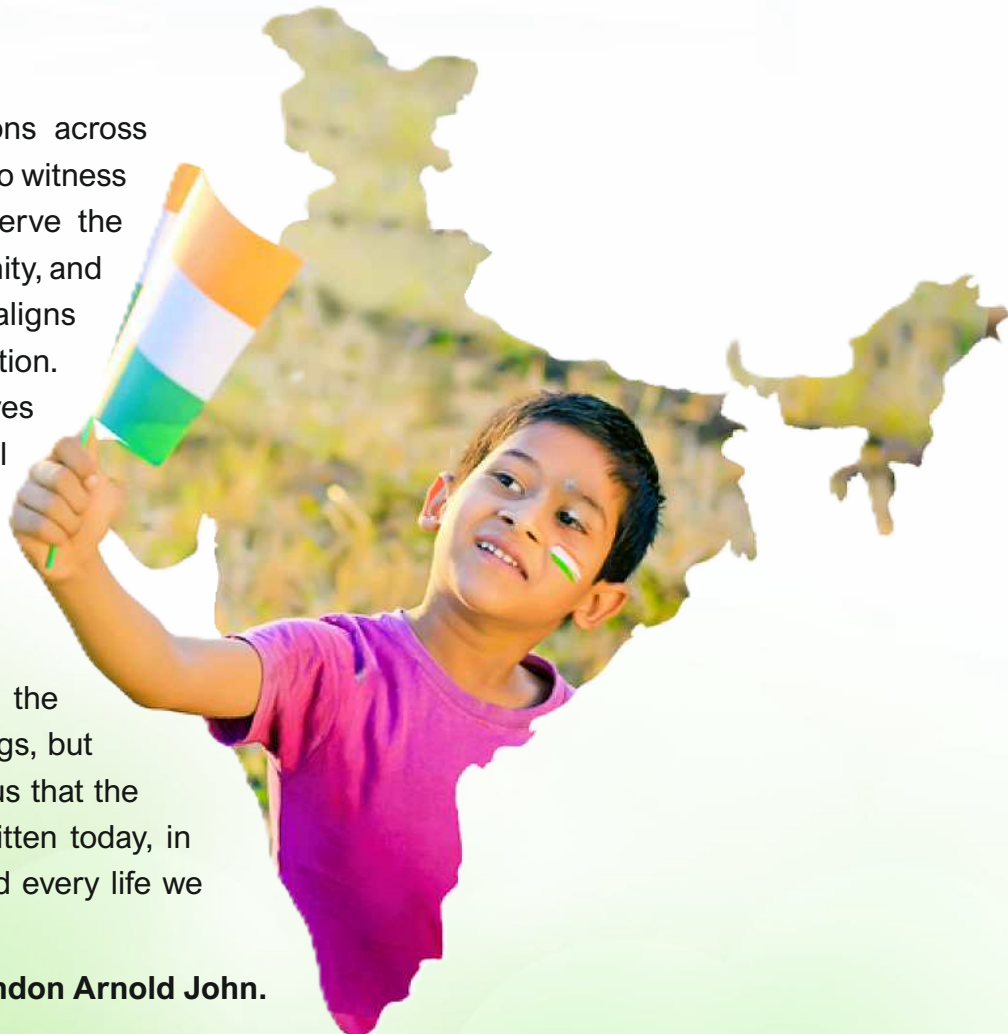 ons across
o witness
erve the
nity, and
aligns
tion.
es
l
the
gs, but
us that the
itten today, in
d every life we
ndon Arnold John.